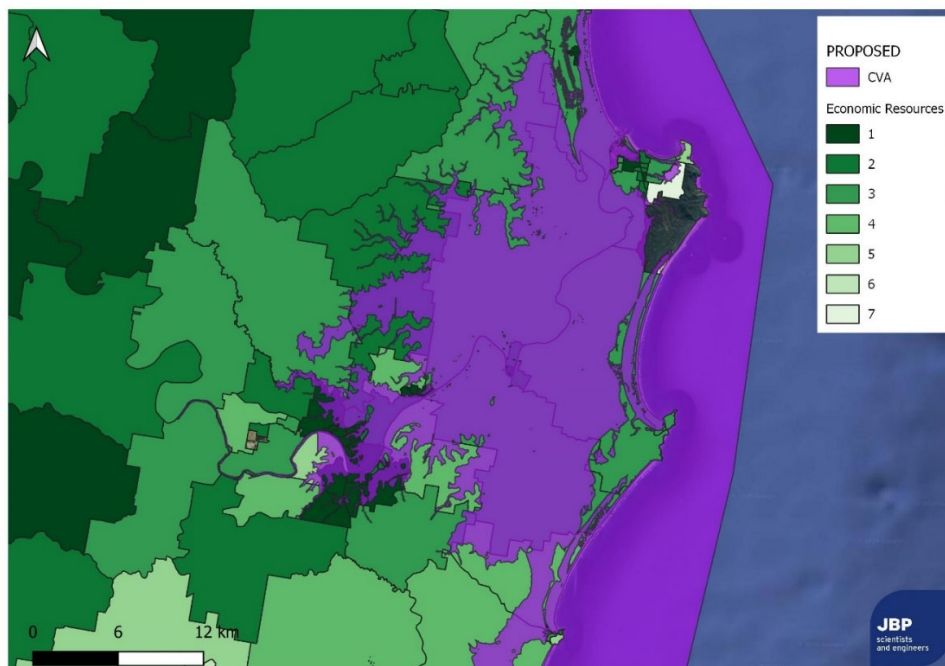 PROPOSED
CVA
Economic Resources
1
2
3
4
5
6
7
0 6 12 km
JBP
scientists
and engineers